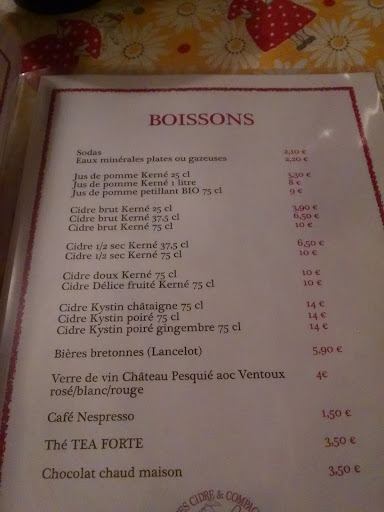 BOISSONS
Sodas 2,10 €
Eaux minérales plates ou gazeuses 2,20 €
Jus de pomme Kerné 25 cl 3,30 €
Jus de pomme Kerné 1 litre 8 €
Jus de pomme petillant BIO 75 cl 9 €
Cidre brut Kerné 25 cl 3,90 €
Cidre brut Kerné 37,5 cl 6,50 €
Cidre brut Kerné 75 cl 10 €
Cidre 1/2 sec Kerné 37,5 cl 6,50 €
Cidre 1/2 sec Kerné 75 cl 10 €
Cidre doux Kerné 75 cl 10 €
Cidre Délice fruité Kerné 75 cl 10 €
Cidre Kystin châtaigne 75 cl 14 €
Cidre Kystin poiré 75 cl 14 €
Cidre Kystin poiré gingembre 75 cl 14 €
Bières bretonnes (Lancelot) 5,90 €
Verre de vin Château Pesquié aoc Ventoux 4€
rosé/blanc/rouge
Café Nespresso 1,50 €
Thé TEA FORTE 3,50 €
Chocolat chaud maison 3,50 €
CIDRE & COMPAG